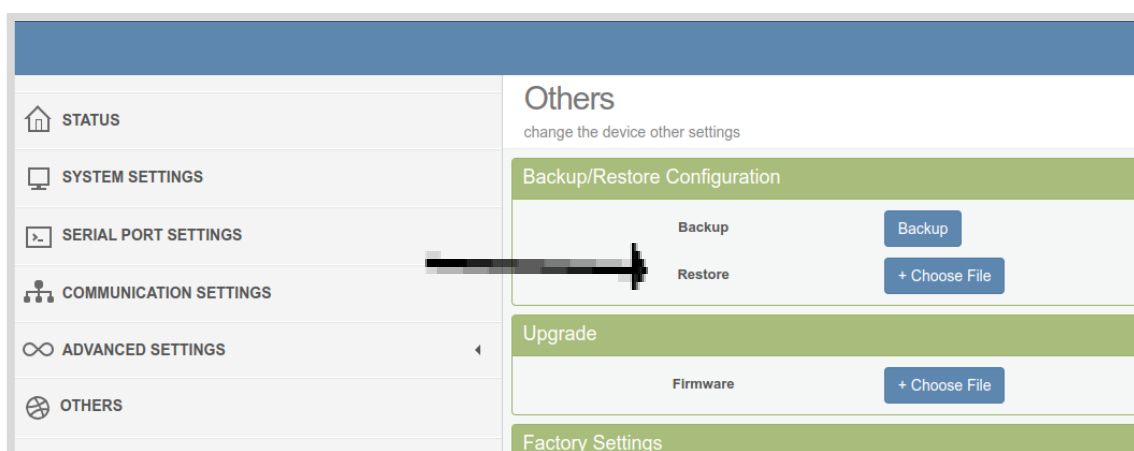 STATUS
SYSTEM SETTINGS
SERIAL PORT SETTINGS
COMMUNICATION SETTINGS
ADVANCED SETTINGS
OTHERS
Others
change the device other settings
Backup/Restore Configuration
Backup Backup
Restore + Choose File
Upgrade
Firmware + Choose File
Factory Settings